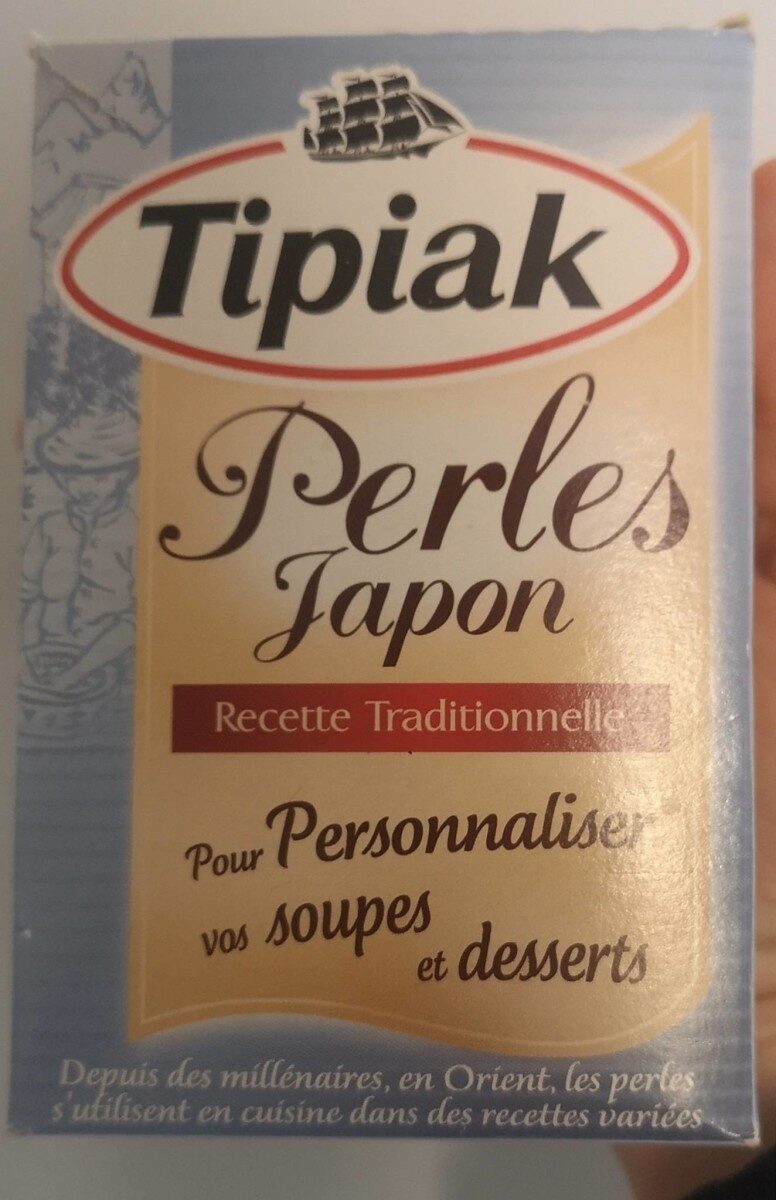 Tipiak
Perles
Japon
Recette Traditionnelle
Pour Personnaliser
vos soupes
et desserts
Depuis des millénaires, en Orient, les perles
s'utilisent en cuisine dans des recettes variées